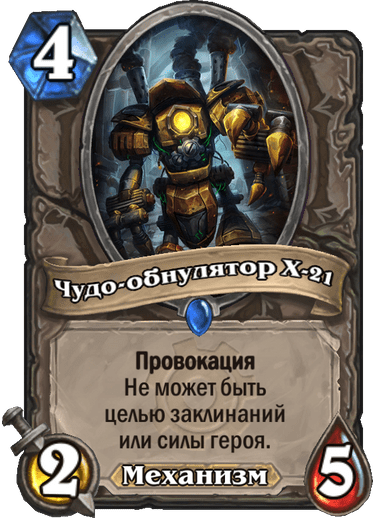 4
Чудо-обнулятор X-21
Провокация
Не может быть
целью заклинаний
или силы героя.
2
Механизм
5